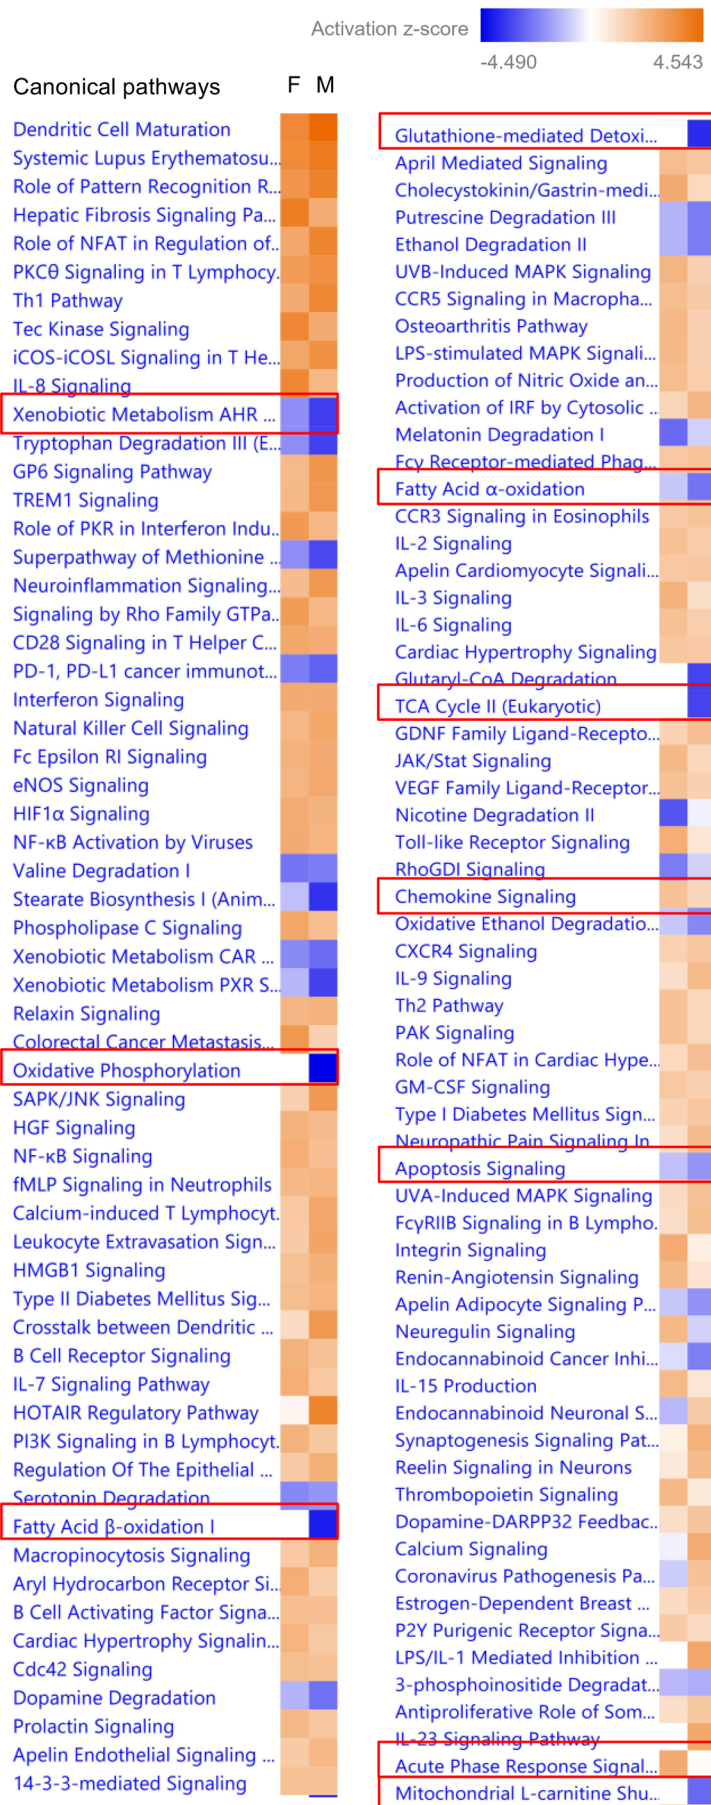 Activation z-score
-4.490 4.543
Canonical pathways F M
Dendritic Cell Maturation
Systemic Lupus Erythematosu...
Role of Pattern Recognition R...
Hepatic Fibrosis Signaling Pa...
Role of NFAT in Regulation of...
PKCθ Signaling in T Lymphocy.
Th1 Pathway
Tec Kinase Signaling
iCOS-iCOSL Signaling in T He...
IL-8 Signaling
Xenobiotic Metabolism AHR ...
Tryptophan Degradation III (E...
GP6 Signaling Pathway
TREM1 Signaling
Role of PKR in Interferon Indu..
Superpathway of Methionine ...
Neuroinflammation Signaling...
Signaling by Rho Family GTPa..
CD28 Signaling in T Helper C...
PD-1, PD-L1 cancer immunot...
Interferon Signaling
Natural Killer Cell Signaling
Fc Epsilon RI Signaling
eNOS Signaling
HIF1α Signaling
NF-κB Activation by Viruses
Valine Degradation I
Stearate Biosynthesis I (Anim...
Phospholipase C Signaling
Xenobiotic Metabolism CAR ...
Xenobiotic Metabolism PXR S...
Relaxin Signaling
Colorectal Cancer Metastasis...
Oxidative Phosphorylation
SAPK/JNK Signaling
HGF Signaling
NF-κB Signaling
fMLP Signaling in Neutrophils
Calcium-induced T Lymphocyt.
Leukocyte Extravasation Sign...
HMGB1 Signaling
Type II Diabetes Mellitus Sig...
Crosstalk between Dendritic ...
B Cell Receptor Signaling
IL-7 Signaling Pathway
HOTAIR Regulatory Pathway
PI3K Signaling in B Lymphocyt.
Regulation Of The Epithelial ...
Serotonin Degradation
Fatty Acid β-oxidation I
Macropinocytosis Signaling
Aryl Hydrocarbon Receptor Si...
B Cell Activating Factor Signa...
Cardiac Hypertrophy Signalin...
Cdc42 Signaling
Dopamine Degradation
Prolactin Signaling
Apelin Endothelial Signaling ...
14-3-3-mediated Signaling
Glutathione-mediated Detoxi...
April Mediated Signaling
Cholecystokinin/Gastrin-medi...
Putrescine Degradation III
Ethanol Degradation II
UVB-Induced MAPK Signaling
CCR5 Signaling in Macropha...
Osteoarthritis Pathway
LPS-stimulated MAPK Signali...
Production of Nitric Oxide an...
Activation of IRF by Cytosolic ...
Melatonin Degradation I
Fcγ Receptor-mediated Phag...
Fatty Acid α-oxidation
CCR3 Signaling in Eosinophils
IL-2 Signaling
Apelin Cardiomyocyte Signali...
IL-3 Signaling
IL-6 Signaling
Cardiac Hypertrophy Signaling
Glutaryl-CoA Degradation
TCA Cycle II (Eukaryotic)
GDNF Family Ligand-Recepto...
JAK/Stat Signaling
VEGF Family Ligand-Receptor...
Nicotine Degradation II
Toll-like Receptor Signaling
RhoGDI Signaling
Chemokine Signaling
Oxidative Ethanol Degradatio...
CXCR4 Signaling
IL-9 Signaling
Th2 Pathway
PAK Signaling
Role of NFAT in Cardiac Hype...
GM-CSF Signaling
Type I Diabetes Mellitus Sign...
Neuropathic Pain Signaling In
Apoptosis Signaling
UVA-Induced MAPK Signaling
FcγRIIB Signaling in B Lympho.
Integrin Signaling
Renin-Angiotensin Signaling
Apelin Adipocyte Signaling P...
Neuregulin Signaling
Endocannabinoid Cancer Inhi...
IL-15 Production
Endocannabinoid Neuronal S...
Synaptogenesis Signaling Pat...
Reelin Signaling in Neurons
Thrombopoietin Signaling
Dopamine-DARPP32 Feedbac...
Calcium Signaling
Coronavirus Pathogenesis Pa...
Estrogen-Dependent Breast ...
P2Y Purigenic Receptor Signa...
LPS/IL-1 Mediated Inhibition ...
3-phosphoinositide Degradat...
Antiproliferative Role of Som...
IL-23 Signaling Pathway
Acute Phase Response Signal...
Mitochondrial L-carnitine Shu...